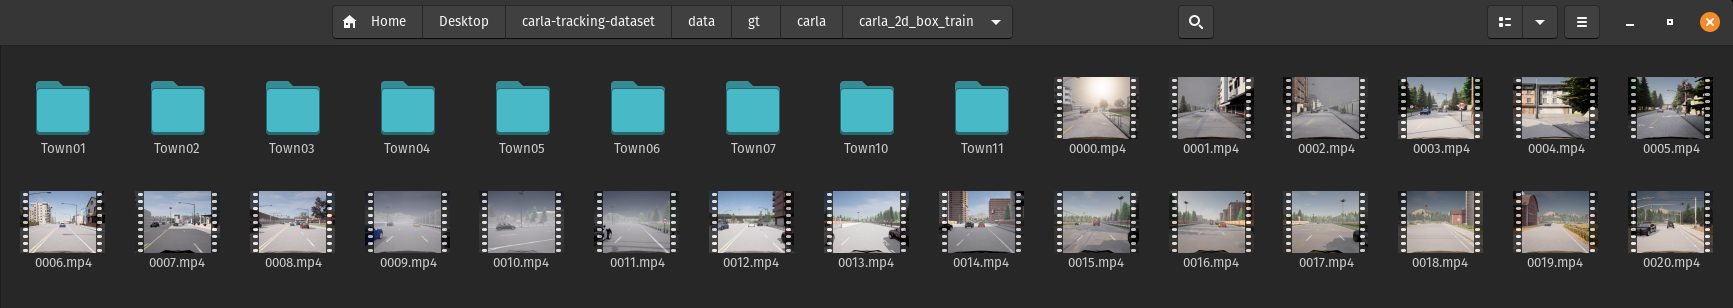 Home Desktop carla-tracking-dataset data gt carla carla_2d_box_train
Town01 Town02 Town03 Town04 Town05 Town06 Town07 Town10 Town11 0000.mp4 0001.mp4 0002.mp4 0003.mp4 0004.mp4 0005.mp4
0006.mp4 0007.mp4 0008.mp4 0009.mp4 0010.mp4 0011.mp4 0012.mp4 0013.mp4 0014.mp4 0015.mp4 0016.mp4 0017.mp4 0018.mp4 0019.mp4 0020.mp4